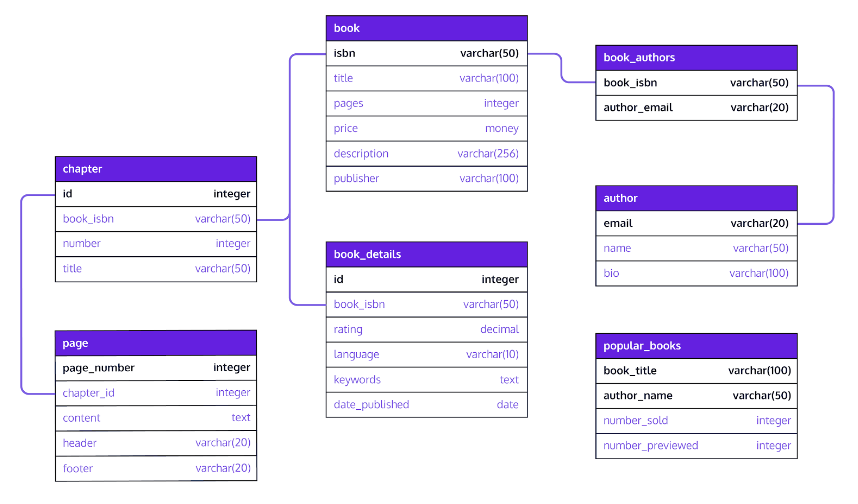 book
isbn varchar(50)
title varchar(100)
pages integer
price money
description varchar(256)
publisher varchar(100)
book_authors
book_isbn varchar(50)
author_email varchar(20)
chapter
id integer
book_isbn varchar(50)
number integer
title varchar(50)
author
email varchar(20)
name varchar(50)
bio varchar(100)
book_details
id integer
book_isbn varchar(50)
rating decimal
language varchar(10)
keywords text
date_published date
page
page_number integer
chapter_id integer
content text
header varchar(20)
footer varchar(20)
popular_books
book_title varchar(100)
author_name varchar(50)
number_sold integer
number_previewed integer